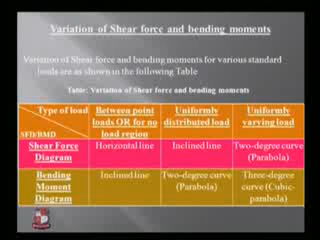 Variation of Shear force and bending moments
Variation of Shear force and bending moments for various standard
loads are as shown in the following Table
Table: Variation of Shear force and bending moments
Type of load
SFD/BMD
Between point
loads OR for no
load region
Uniformly
distributed load
Uniformly
varying load
Shear Force
Diagram
Horizontal line
Inclined line
Two-degree curve
(Parabola)
Bending
Moment
Diagram
Inclined line
Two-degree curve
(Parabola)
Three-degree
curve (Cubic-
parabola)